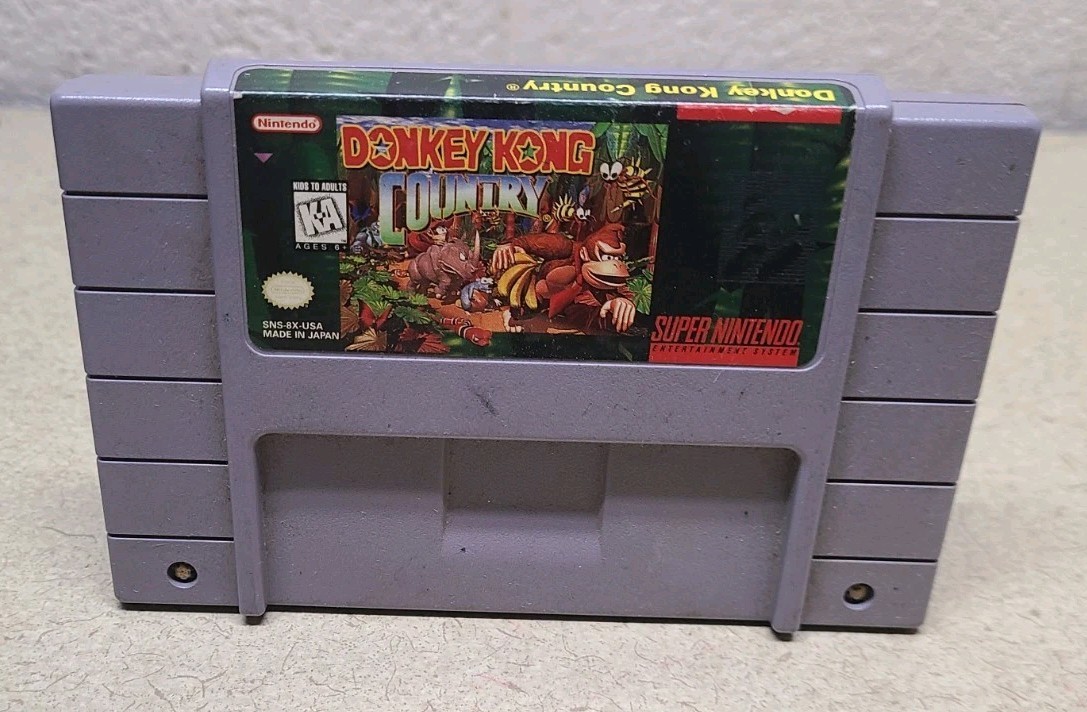 Donkey Kong Country®
Nintendo®
DONKEY KONG
COUNTRY
KIDS TO ADULTS
K-A
AGES 6+
SNS-8X-USA
MADE IN JAPAN
SUPER NINTENDO
ENTERTAINMENT SYSTEM